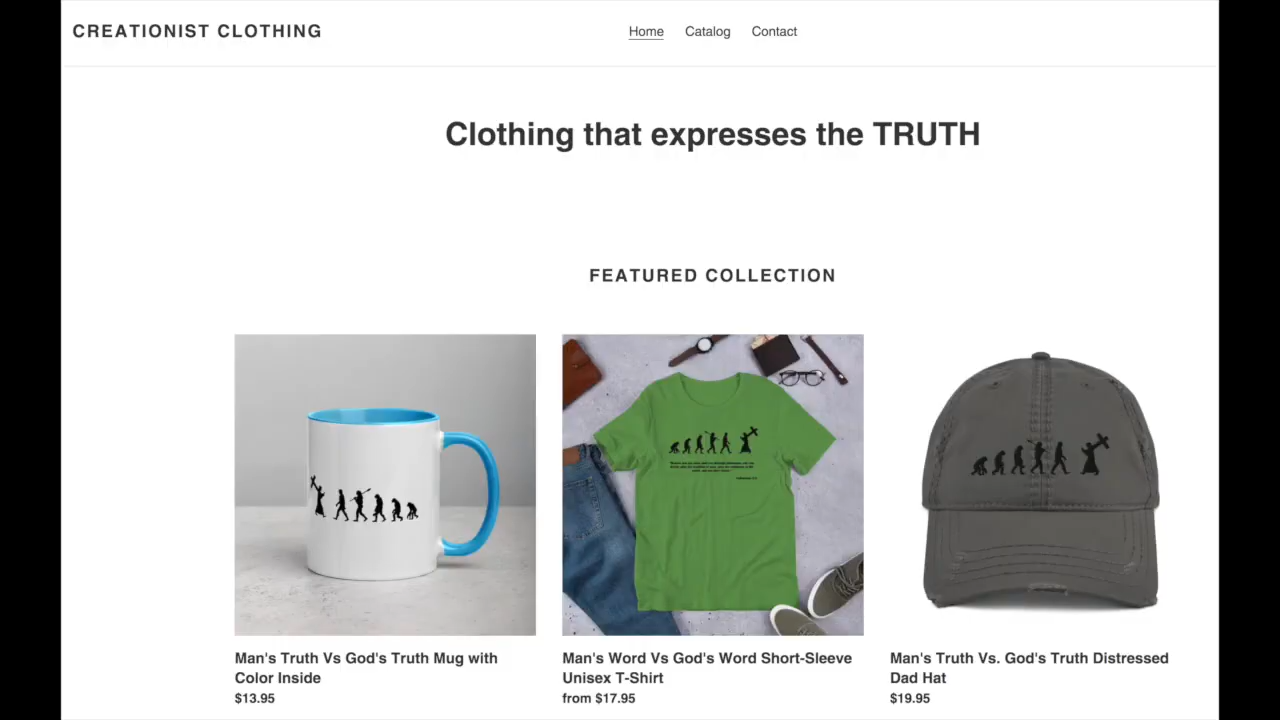 CREATIONIST CLOTHING
Home Catalog Contact
Clothing that expresses the TRUTH
FEATURED COLLECTION
Man's Truth Vs God's Truth Mug with
Color Inside
$13.95
Man's Word Vs God's Word Short-Sleeve
Unisex T-Shirt
from $17.95
Man's Truth Vs. God's Truth Distressed
Dad Hat
$19.95